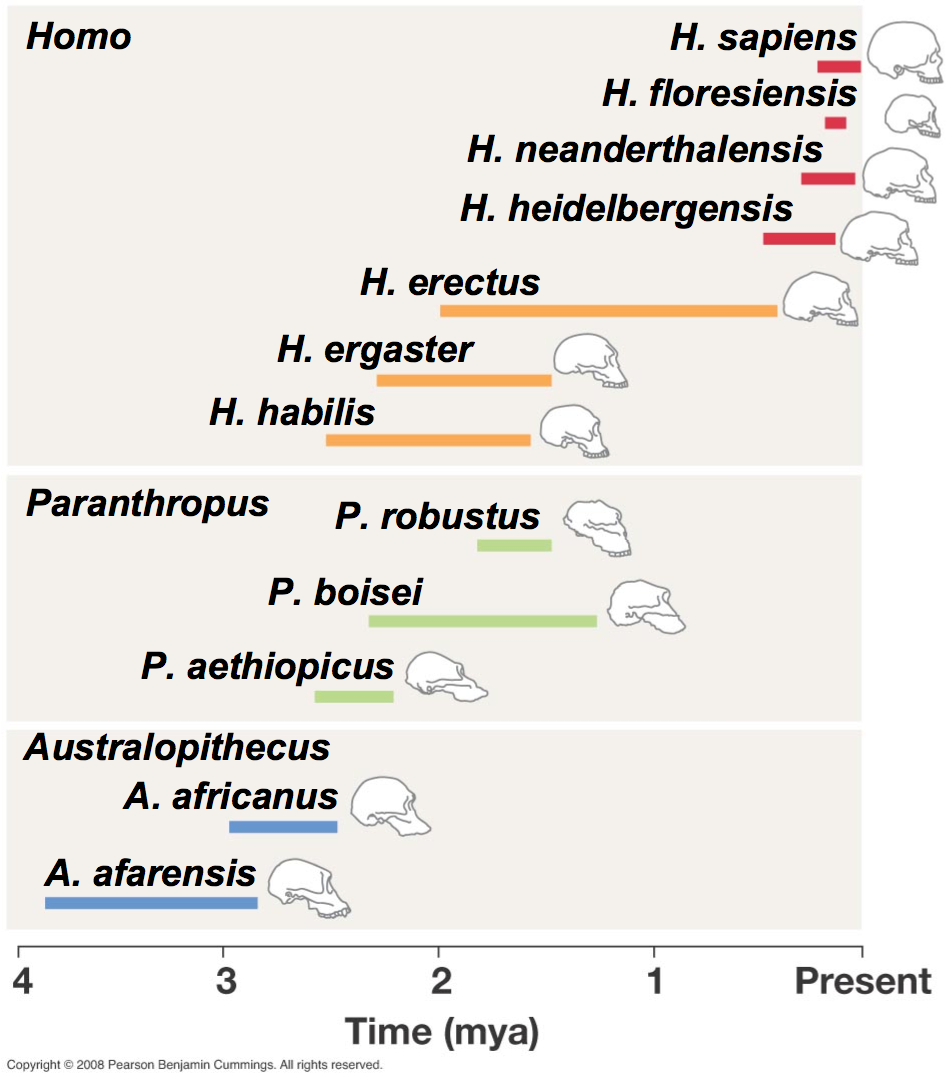 Homo
H. sapiens
H. floresiensis
H. neanderthalensis
H. heidelbergensis
H. erectus
H. ergaster
H. habilis
Paranthropus
P. robustus
P. boisei
P. aethiopicus
Australopithecus
A. africanus
A. afarensis
4 3 2 1 Present
Time (mya)
Copyright © 2008 Pearson Benjamin Cummings. All rights reserved.